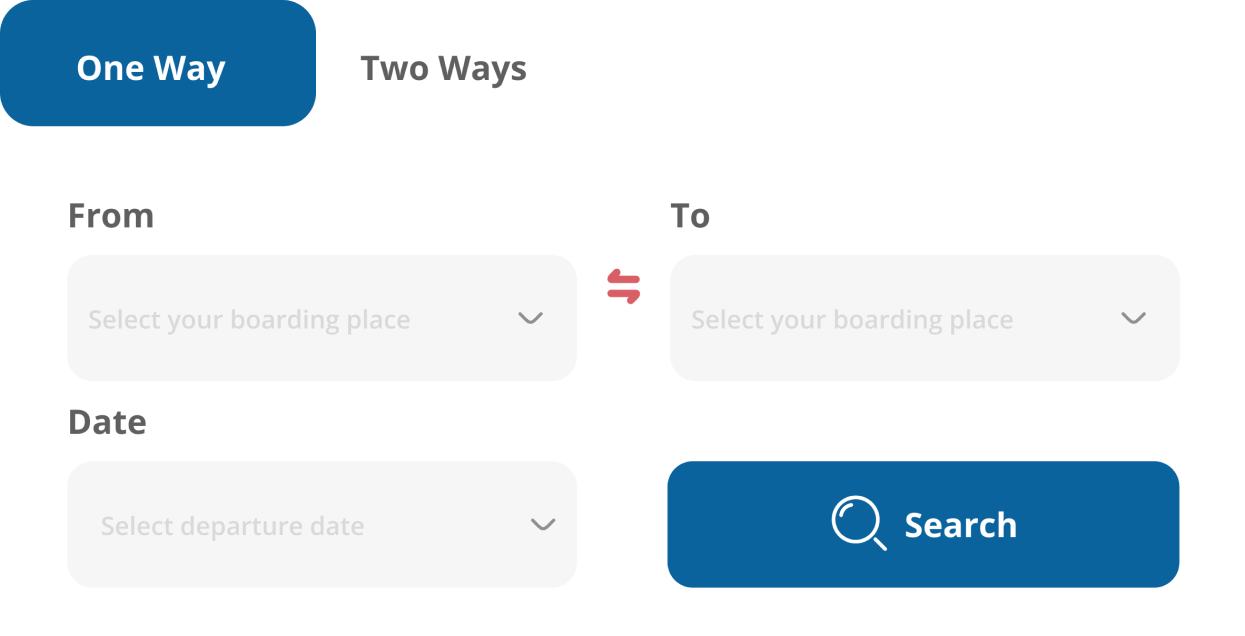 One Way
Two Ways
From
To
Select your boarding place
Select your boarding place
Date
Select departure date
Search